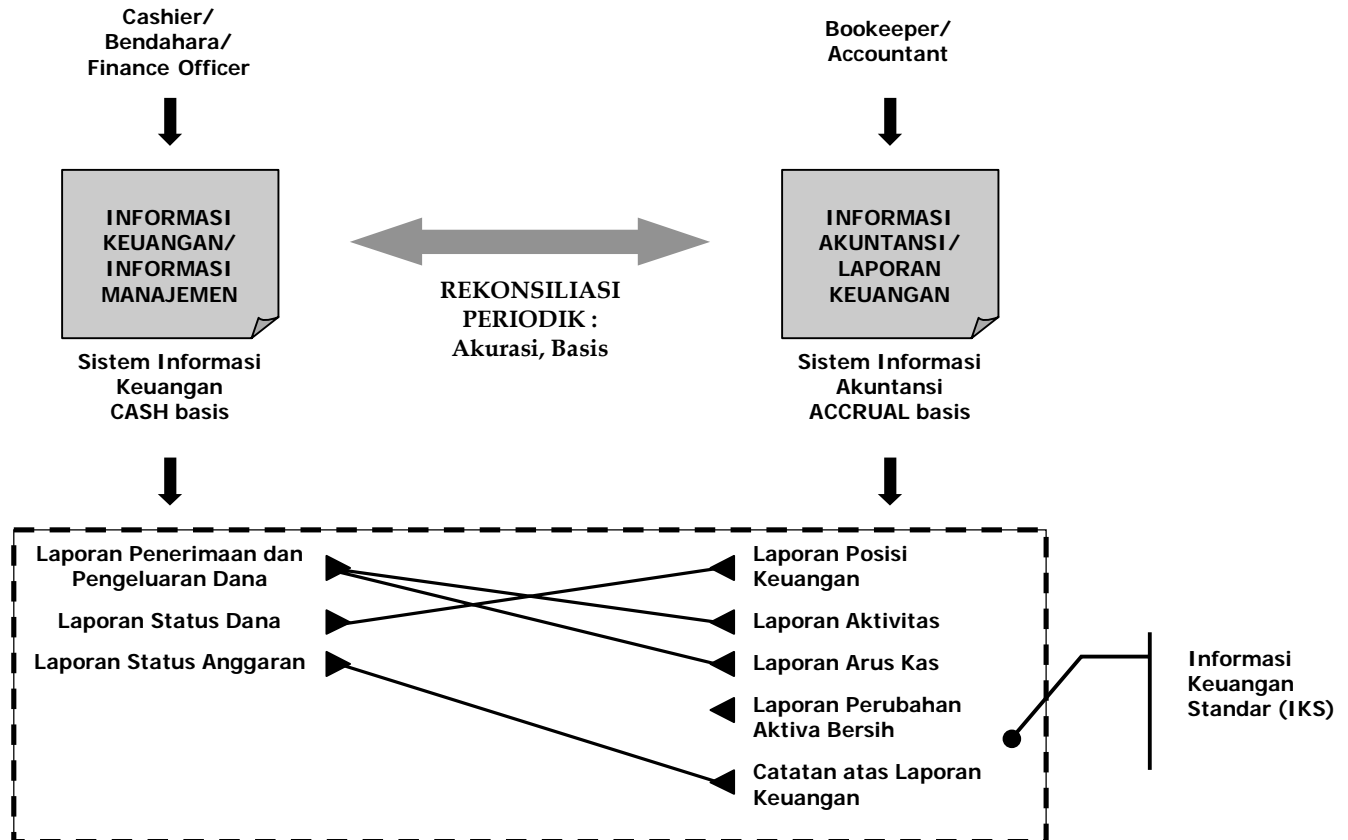 Cashier/
Bendahara/
Finance Officer
Bookeeper/
Accountant
INFORMASI
KEUANGAN/
INFORMASI
MANAJEMEN
REKONSILIASI
PERIODIK :
Akurasi, Basis
INFORMASI
AKUNTANSI/
LAPORAN
KEUANGAN
Sistem Informasi
Keuangan
CASH basis
Sistem Informasi
Akuntansi
ACCRUAL basis
Laporan Penerimaan dan
Pengeluaran Dana
Laporan Status Dana
Laporan Status Anggaran
Laporan Posisi
Keuangan
Laporan Aktivitas
Laporan Arus Kas
Laporan Perubahan
Aktiva Bersih
Catatan atas Laporan
Keuangan
Informasi
Keuangan
Standar (IKS)